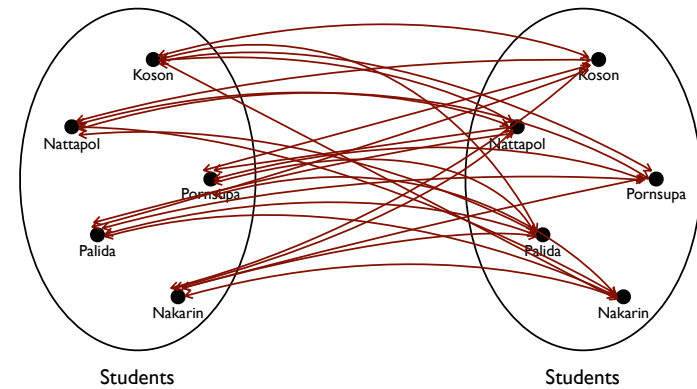 Koson
Nattapol
Pornsupa
Palida
Nakarin
Students
Koson
Nattapol
Pornsupa
Palida
Nakarin
Students